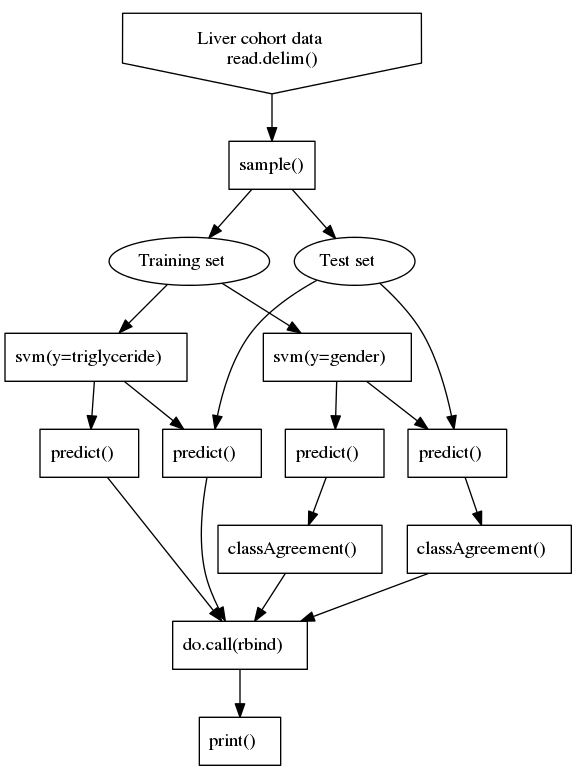 Liver cohort data
read.delim()
sample()
Training set
Test set
svm(y=triglyceride)
svm(y=gender)
predict()
predict()
predict()
predict()
classAgreement()
classAgreement()
do.call(rbind)
print()